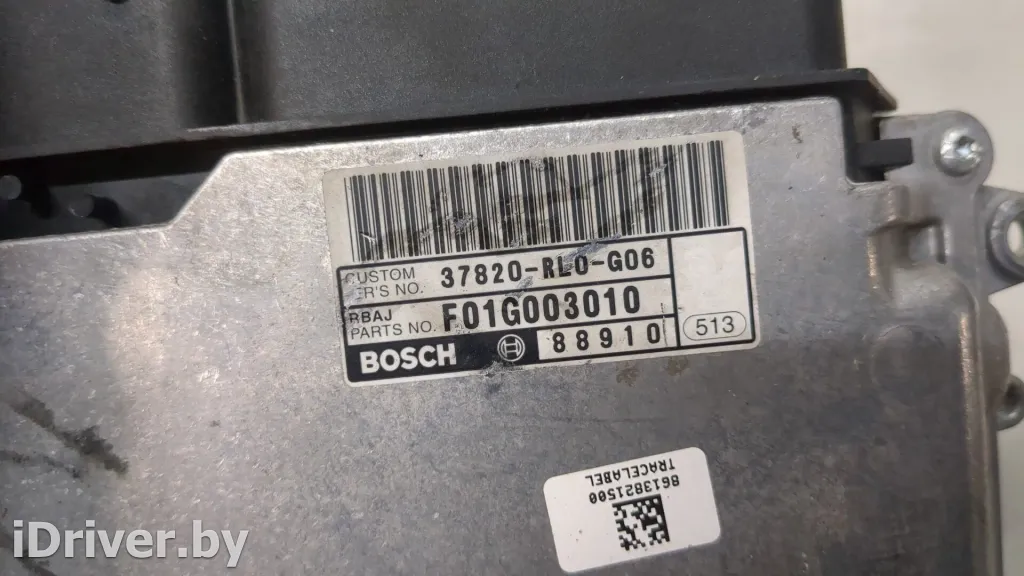 CUSTOM
ER'S NO. 37820-RL0-G06
RBAJ
PARTS NO. F01G003010
BOSCH 88910 513
8613821500
TRACELABEL
iDriver.by